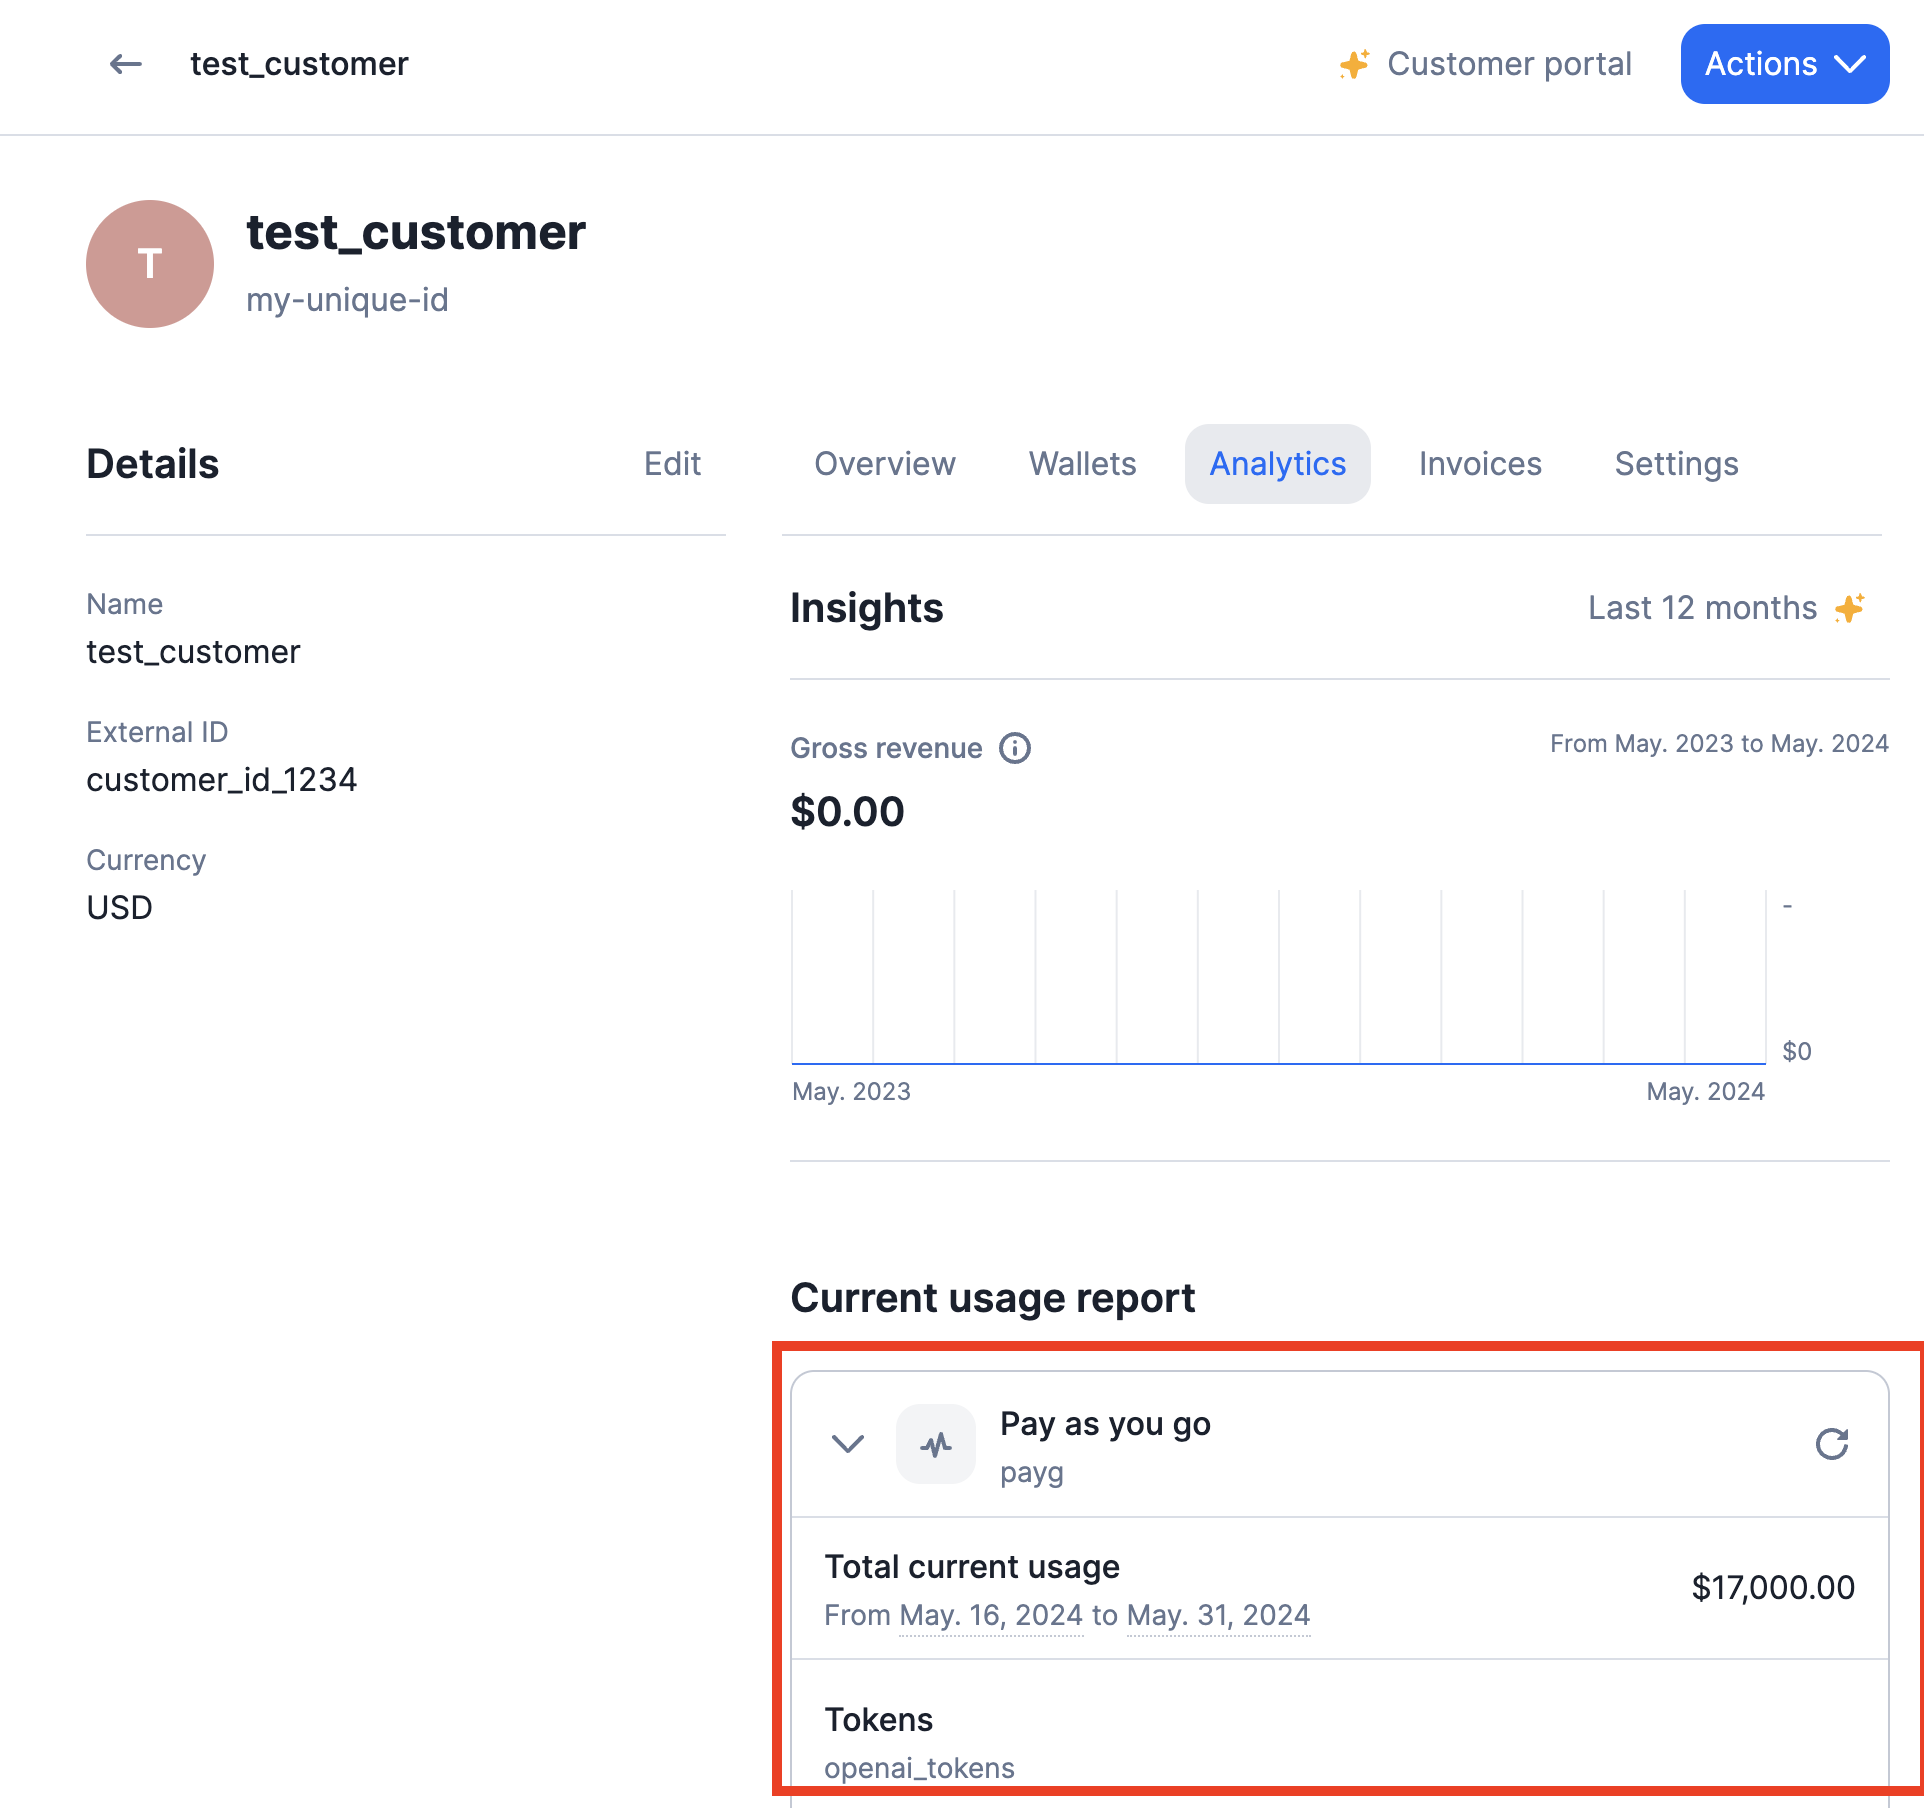 test_customer
Customer portal
Actions
T
test_customer
my-unique-id
Details
Edit
Overview
Wallets
Analytics
Invoices
Settings
Name
test_customer
External ID
customer_id_1234
Currency
USD
Insights
Last 12 months
Gross revenue
From May. 2023 to May. 2024
$0.00
-
$0
May. 2023
May. 2024
Current usage report
Pay as you go
payg
Total current usage
From May. 16, 2024 to May. 31, 2024
$17,000.00
Tokens
openai_tokens